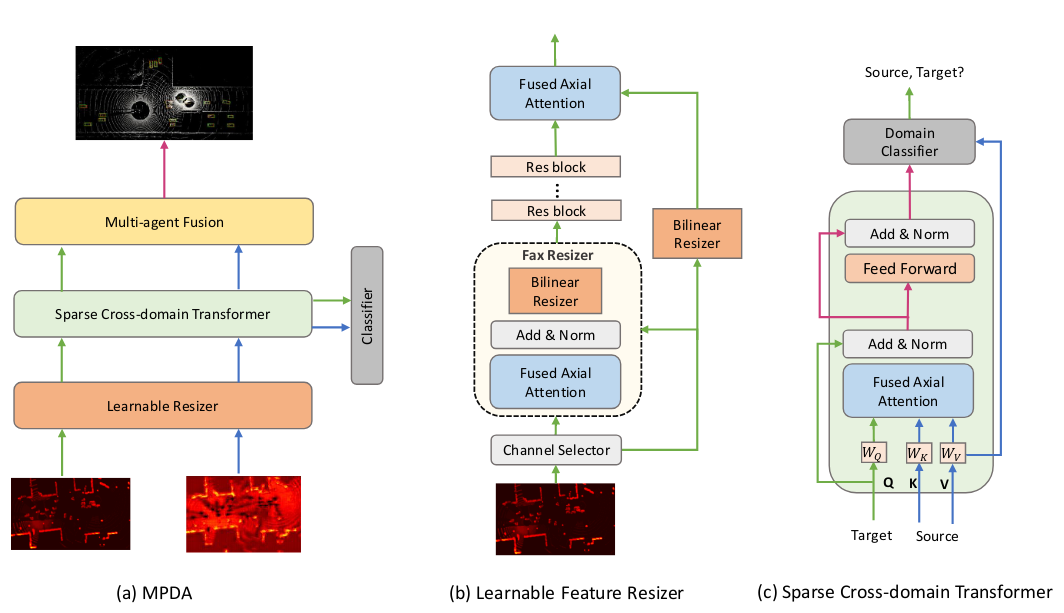 Multi-agent Fusion
Sparse Cross-domain Transformer
Classifier
Learnable Resizer
(a) MPDA
Fused Axial
Attention
Res block
Res block
Bilinear
Resizer
Fax Resizer
Bilinear
Resizer
Add & Norm
Fused Axial
Attention
Channel Selector
(b) Learnable Feature Resizer
Source, Target?
Domain
Classifier
Add & Norm
Feed Forward
Add & Norm
Fused Axial
Attention
W_Q W_K W_V
Q K V
Target Source
(c) Sparse Cross-domain Transformer